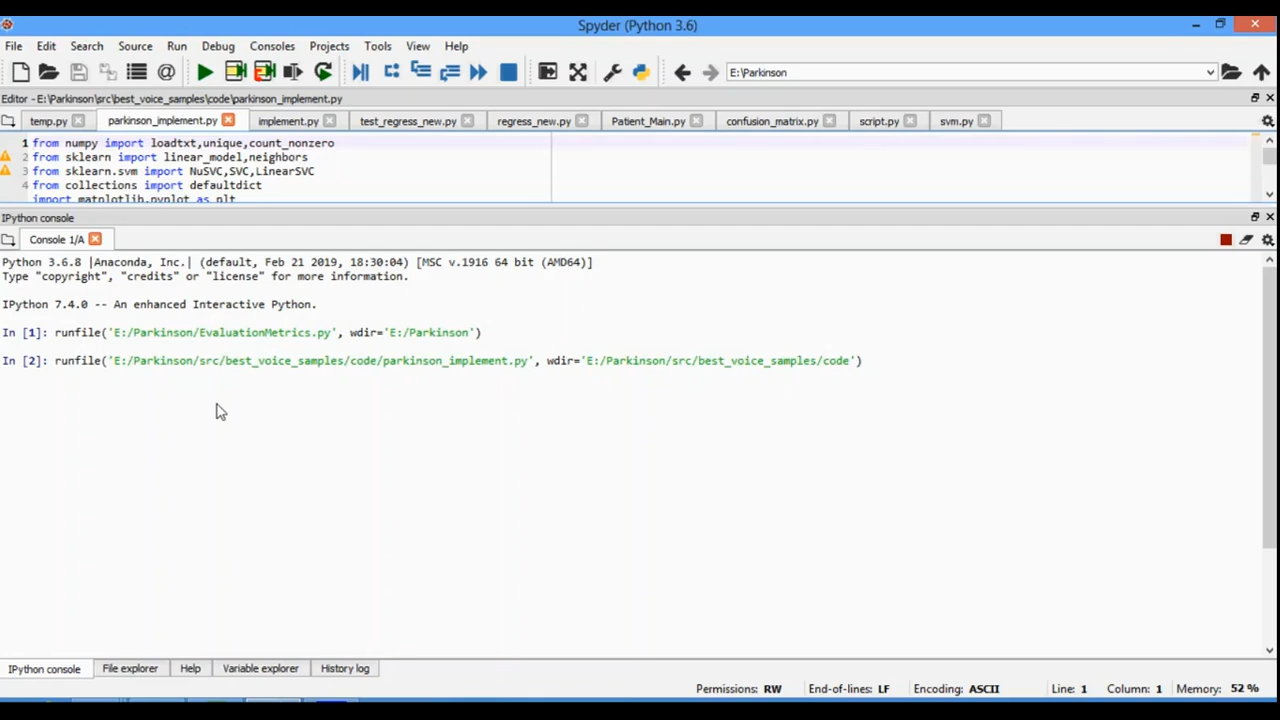 Spyder (Python 3.6)
File Edit Search Source Run Debug Consoles Projects Tools View Help
E:\Parkinson
Editor - E:\Parkinson\src\best_voice_samples\code\parkinson_implement.py
temp.py parkinson_implement.py implement.py test_regress_new.py regress_new.py Patient_Main.py confusion_matrix.py script.py svm.py
1 from numpy import loadtxt,unique,count_nonzero
2 from sklearn import linear_model,neighbors
3 from sklearn.svm import NuSVC,SVC,LinearSVC
4 from collections import defaultdict
import matplotlib.pyplot as plt
IPython console
Console 1/A
Python 3.6.8 |Anaconda, Inc.| (default, Feb 21 2019, 18:30:04) [MSC v.1916 64 bit (AMD64)]
Type "copyright", "credits" or "license" for more information.
IPython 7.4.0 -- An enhanced Interactive Python.
In [1]: runfile('E:/Parkinson/EvaluationMetrics.py', wdir='E:/Parkinson')
In [2]: runfile('E:/Parkinson/src/best_voice_samples/code/parkinson_implement.py', wdir='E:/Parkinson/src/best_voice_samples/code')
IPython console File explorer Help Variable explorer History log
Permissions: RW End-of-lines: LF Encoding: ASCII Line: 1 Column: 1 Memory: 52 %